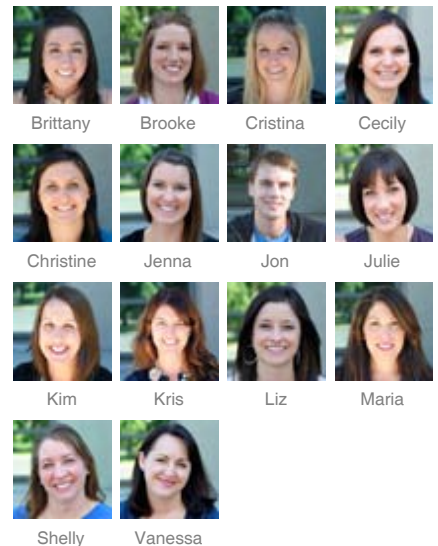 Brittany Brooke Cristina Cecily
Christine Jenna Jon Julie
Kim Kris Liz Maria
Shelly Vanessa